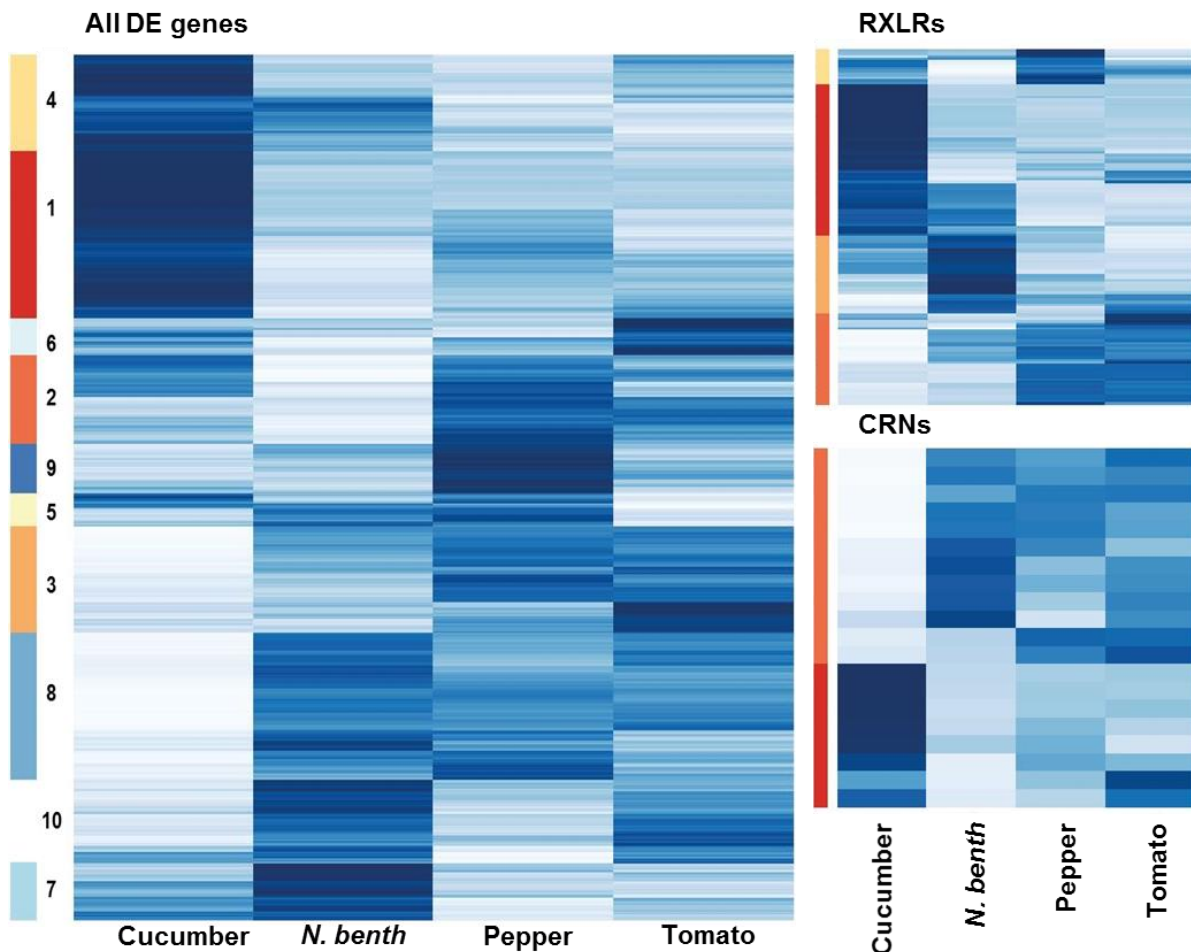 All DE genes
4
1
6
2
9
5
3
8
10
7
Cucumber N. benth Pepper Tomato
RXLRs
CRNs
Cucumber
N. benth
Pepper
Tomato